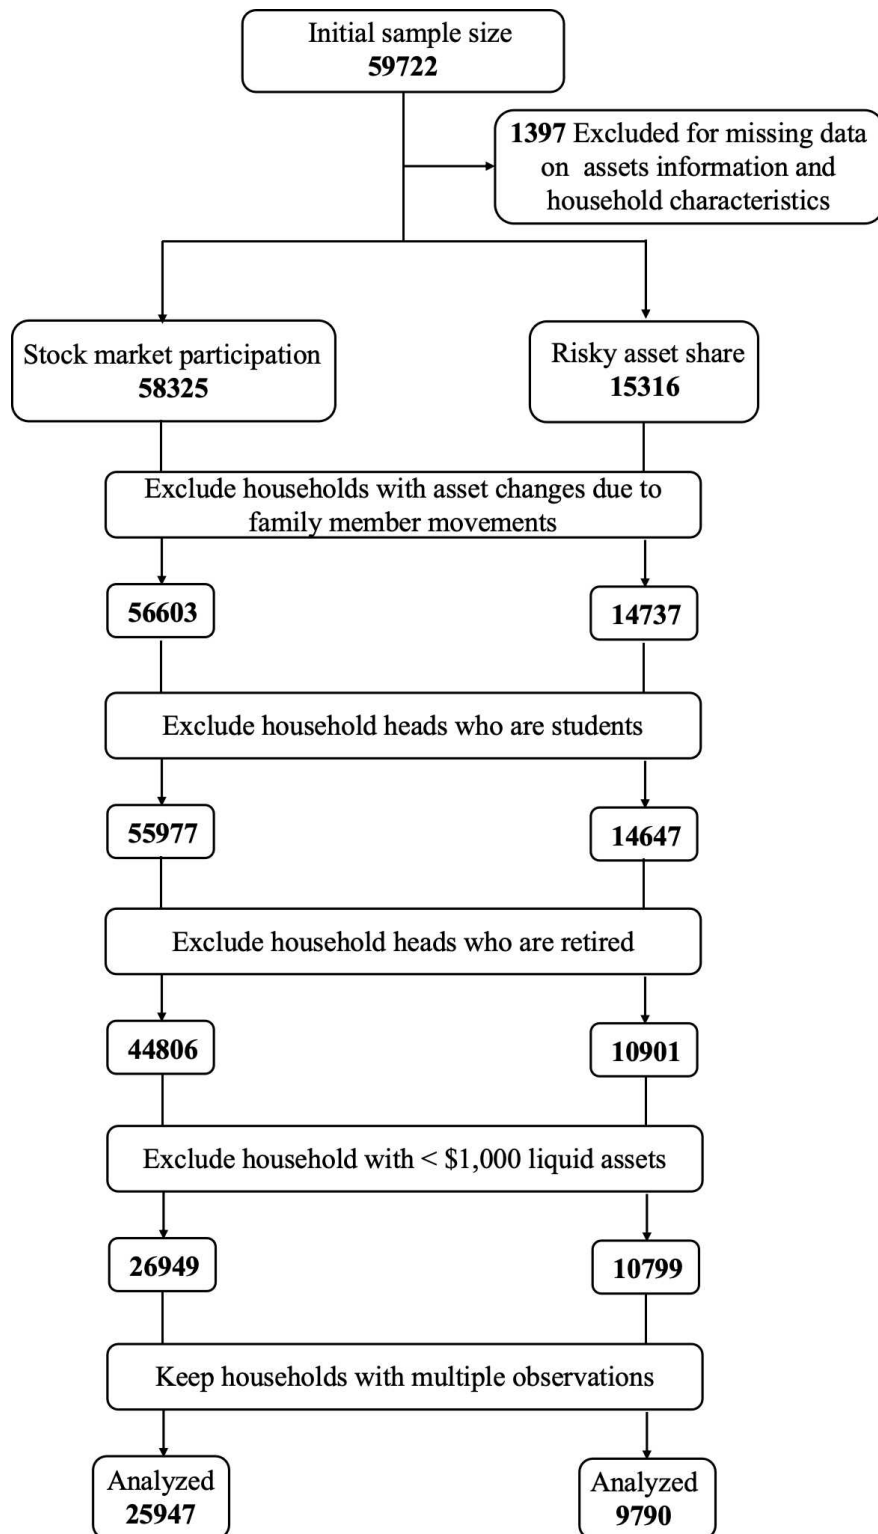 Initial sample size
59722
1397 Excluded for missing data
on assets information and
household characteristics
Stock market participation
58325
Risky asset share
15316
Exclude households with asset changes due to
family member movements
56603
14737
Exclude household heads who are students
55977
14647
Exclude household heads who are retired
44806
10901
Exclude household with < $1,000 liquid assets
26949
10799
Keep households with multiple observations
Analyzed
25947
Analyzed
9790